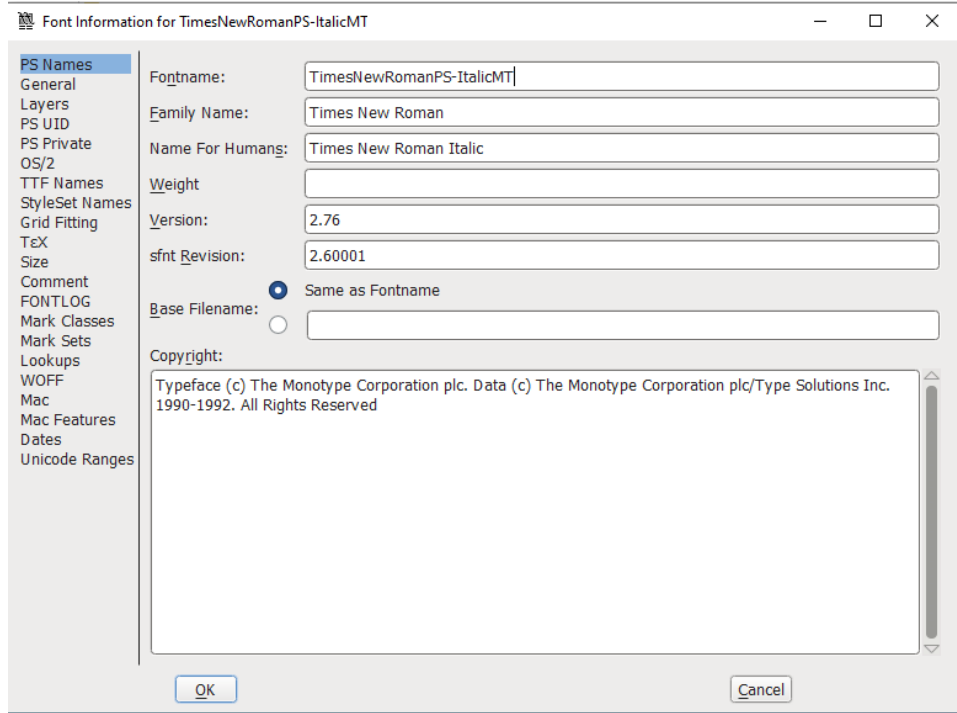 Font Information for TimesNewRomanPS-ItalicMT
PS Names
General
Layers
PS UID
PS Private
OS/2
TTF Names
StyleSet Names
Grid Fitting
ΤεΧ
Size
Comment
FONTLOG
Mark Classes
Mark Sets
Lookups
WOFF
Mac
Mac Features
Dates
Unicode Ranges
Fontname: TimesNewRomanPS-ItalicMT
Family Name: Times New Roman
Name For Humans: Times New Roman Italic
Weight
Version: 2.76
sfnt Revision: 2.60001
Base Filename: Same as Fontname
Copyright:
Typeface (c) The Monotype Corporation plc. Data (c) The Monotype Corporation plc/Type Solutions Inc.
1990-1992. All Rights Reserved
OK Cancel